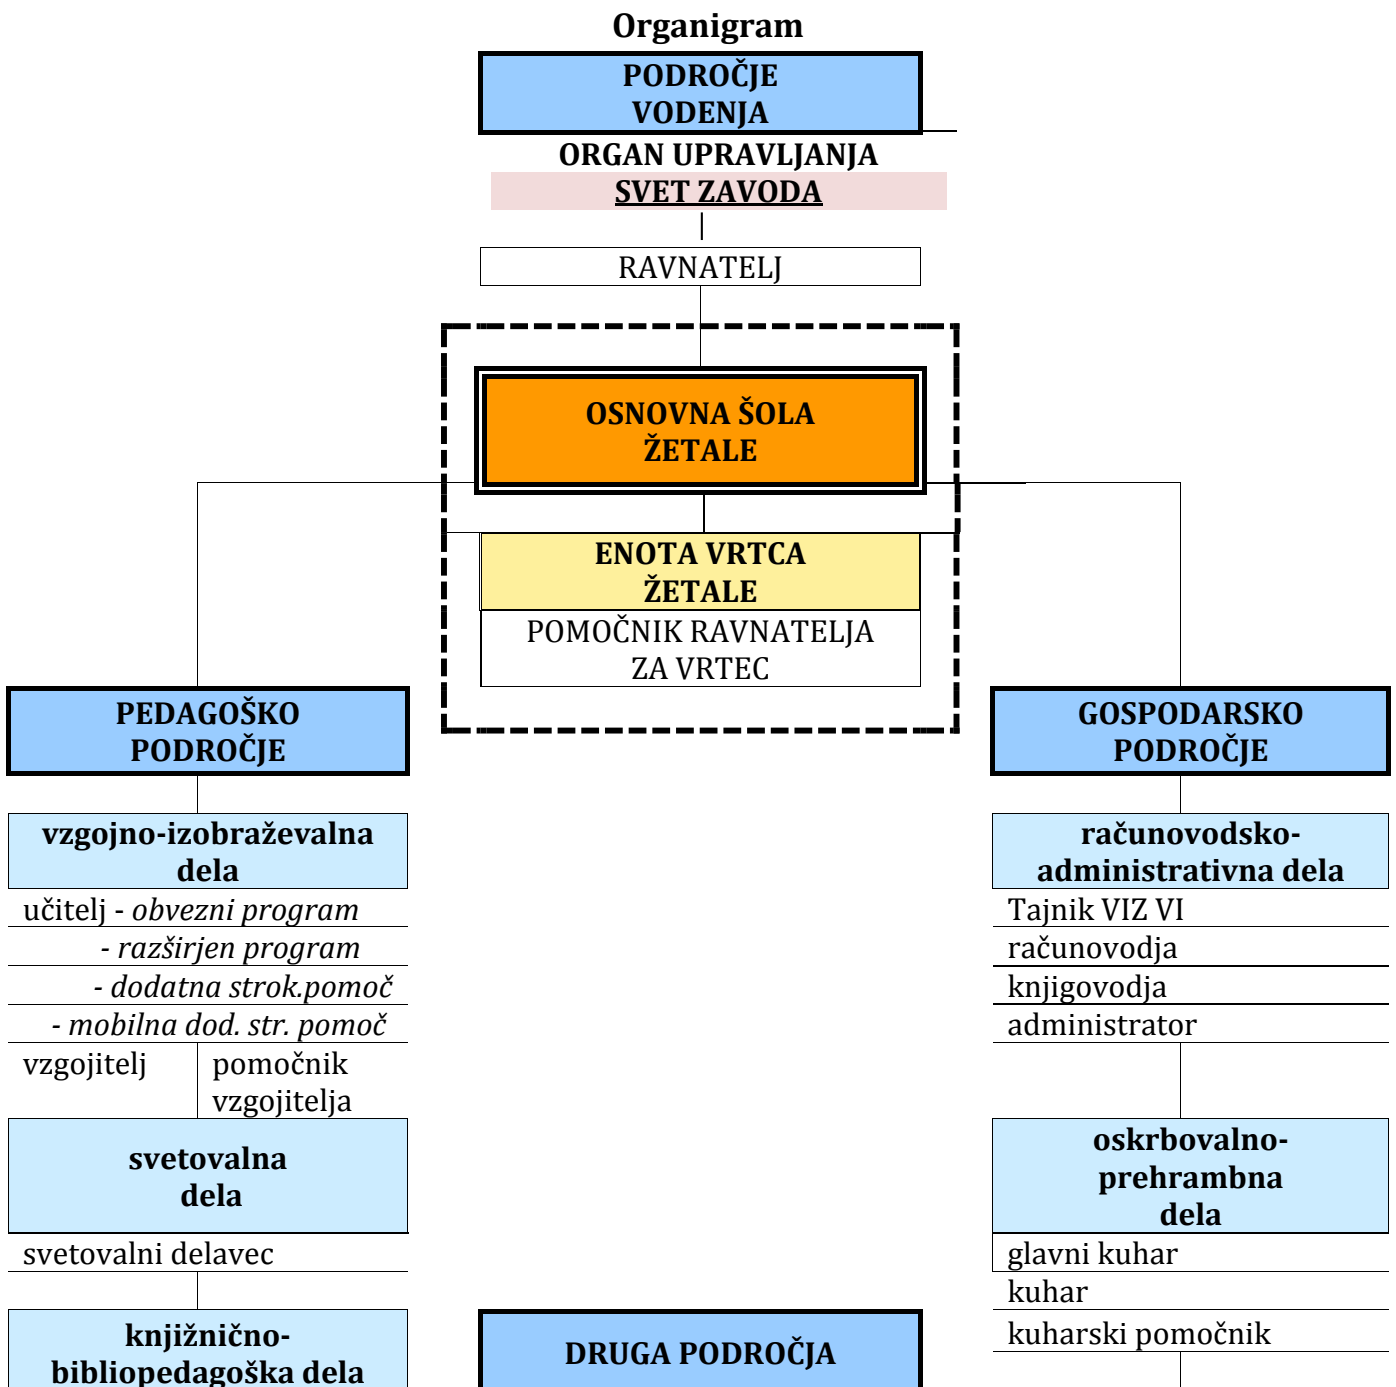 Organigram
PODROČJE
VODENJA
ORGAN UPRAVLJANJA
SVET ZAVODA
RAVNATELJ
OSNOVNA ŠOLA
ŽETALE
ENOTA VRTCA
ŽETALE
POMOČNIK RAVNATELJA
ZA VRTEC
PEDAGOŠKO
PODROČJE
vzgojno-izobraževalna
dela
učitelj - obvezni program
- razširjen program
- dodatna strok.pomoč
- mobilna dod. str. pomoč
vzgojitelj
pomočnik
vzgojitelja
svetovalna
dela
svetovalni delavec
knjižnično-
bibliopedagoška dela
DRUGA PODROČJA
GOSPODARSKO
PODROČJE
računovodsko-
administrativna dela
Tajnik VIZ VI
računovodja
knjigovodja
administrator
oskrbovalno-
prehrambna
dela
glavni kuhar
kuhar
kuharski pomočnik